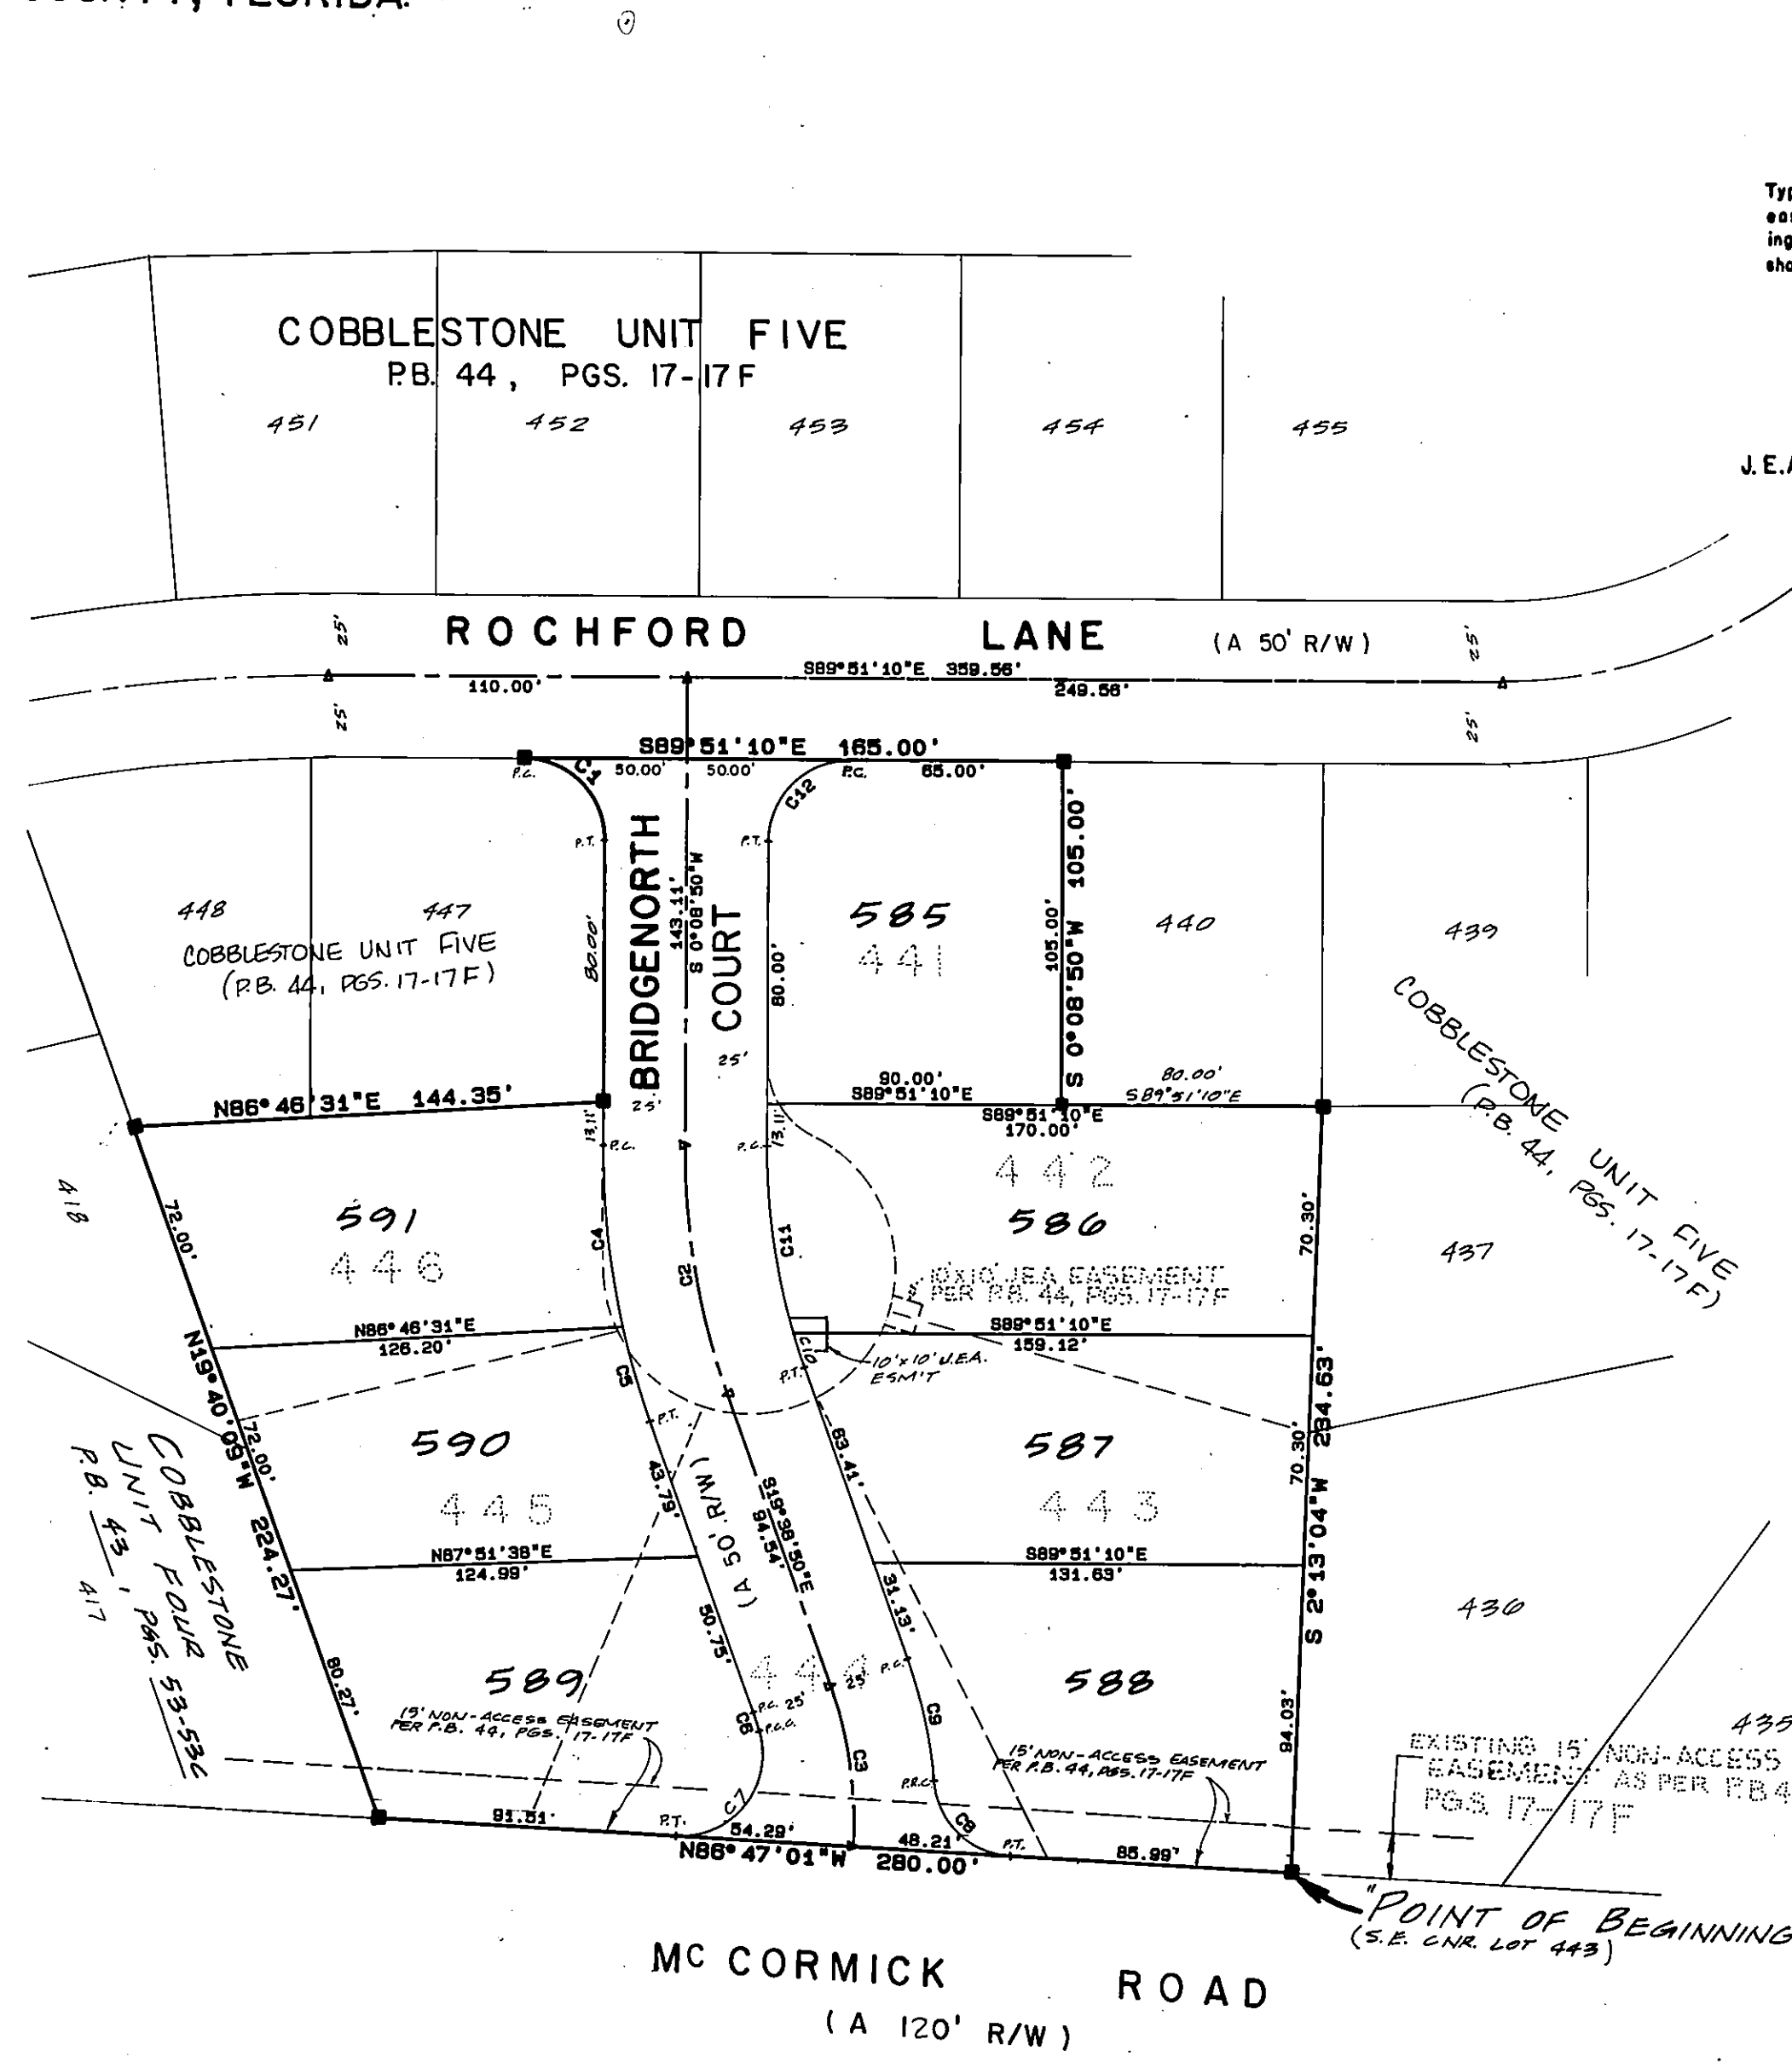 COUNTY, FLORIDA.
COBBLESTONE UNIT FIVE
P.B. 44, PGS. 17-17F
451
452
453
454
455
J.E.A
25'
ROCHFORD LANE (A 50' R/W)
25'
S89°51'10"E 359.56'
110.00'
249.56'
25'
25'
S89°51'10"E 165.00'
P.C.
C1
50.00'
50.00'
P.C.
65.00'
C12
P.T.
P.T.
BRIDGENORTH
COURT
143.11'
S 0°08'50"W
80.00'
80.00'
585
441
105.00'
S 0°08'50"W 105.00'
440
439
448
447
COBBLESTONE UNIT FIVE
(P.B. 44, PGS. 17-17F)
COBBLESTONE UNIT FIVE
(P.B. 44, PGS. 17-17F)
25'
25'
N86°46'31"E 144.35'
90.00'
S89°51'10"E
80.00'
S89°51'10"E
S89°51'10"E
170.00'
13.11'
P.C.
P.C.
13.11'
442
586
418
72.00'
591
446
C4
C2
C11
70.30'
437
10'X10' JEA EASEMENT
PER P.B. 44, PGS. 17-17F
N86°46'31"E
126.20'
S89°51'10"E
159.12'
C10
10'x10' J.E.A.
ESM'T
P.T.
C5
P.T.
N19°40'09"W 224.27'
72.00'
590
445
43.79'
(A 50' R/W)
S19°38'50"E
94.54'
63.41'
587
443
70.30'
S 2°13'04"W 234.63'
COBBLESTONE
UNIT FOUR
P.B. 43, PGS. 53-53C
417
N87°51'38"E
124.99'
S89°51'10"E
131.63'
31.13'
50.75'
436
80.27'
589
444
P.C.
25'
588
P.C. 25'
C6
P.C.C.
C9
15' NON-ACCESS EASEMENT
PER P.B. 44, PGS. 17-17F
94.03'
435
C3
15' NON-ACCESS EASEMENT
PER P.B. 44, PGS. 17-17F
EXISTING 15' NON-ACCESS
EASEMENT AS PER P.B 4
PGS. 17-17F
P.R.C.
C7
C8
91.51'
P.T.
54.29'
48.21'
P.T.
85.99'
N86°47'01"W 280.00'
"POINT OF BEGINNING
(S.E. CNR. LOT 443)
MC CORMICK ROAD
(A 120' R/W)